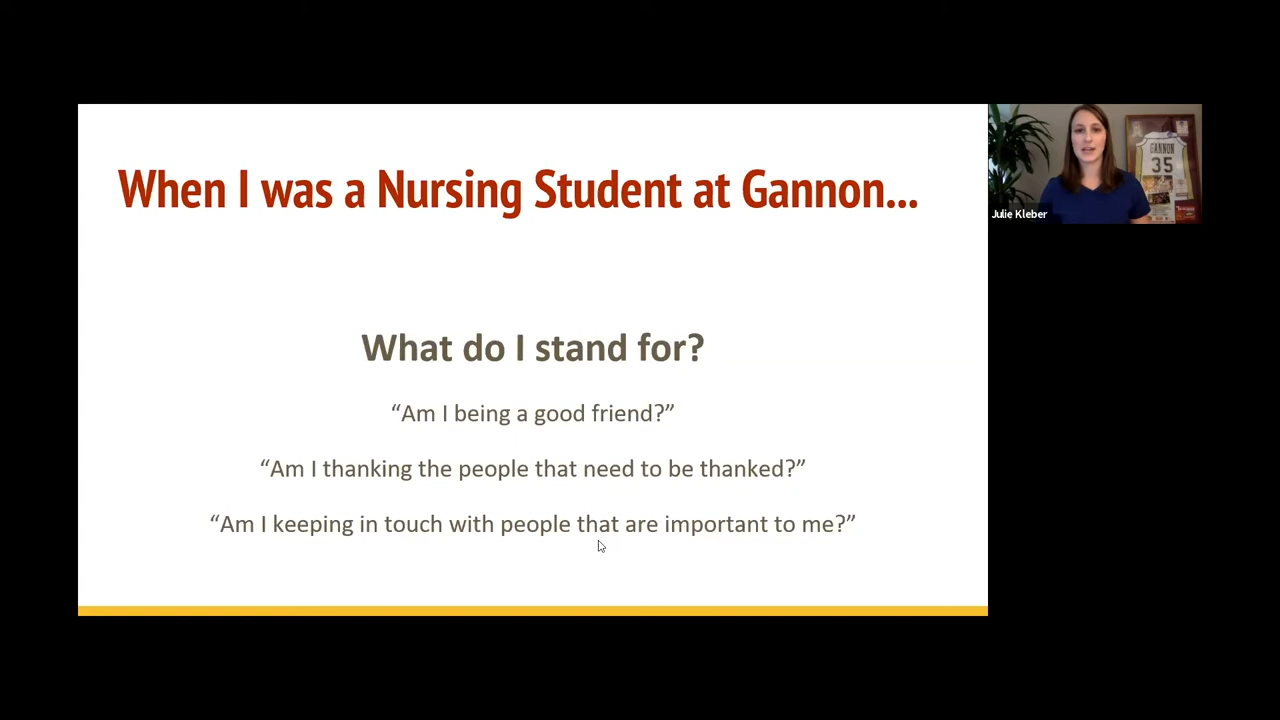 When I was a Nursing Student at Gannon...
What do I stand for?
“Am I being a good friend?”
“Am I thanking the people that need to be thanked?”
“Am I keeping in touch with people that are important to me?”
GANNON
35
Julie Kleber